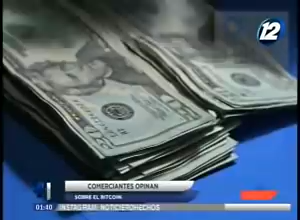 12
COMERCIANTES OPINAN
SOBRE EL BITCOIN
01:40
INSTAGRAM: NOTICIEROHECHOS